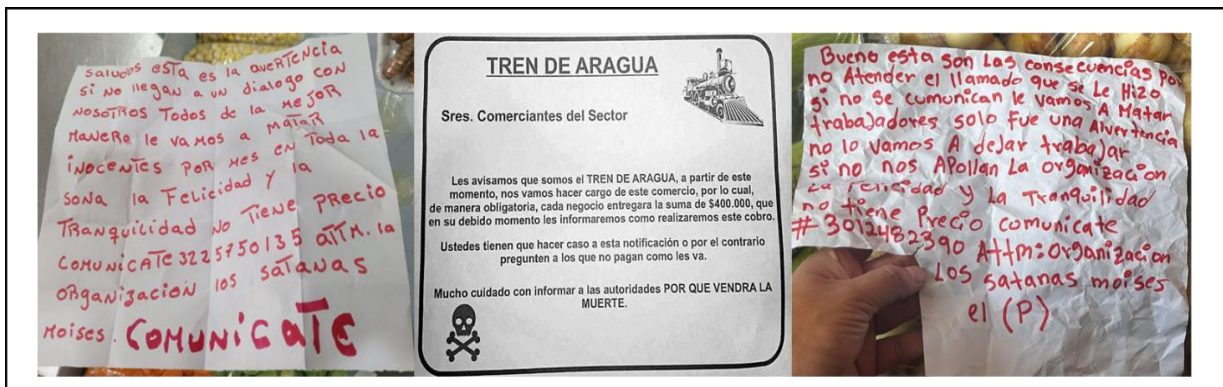 saludos esta es la aveRTENcia
si no llegan a un dialogo con
NosoTRos Todos de la MEJOR
MaNeRa le vaMos a MaTaR
iNoceNTes PoR Mes eN Toda la
soNa la Felicidad y la
TRaNquilidad No TieNe PRecio
coMuNicaTe 3225750135 aTTM. la
oRgaNizacioN los saTaNas
Moises. CoMuNiCaTe
TREN DE ARAGUA
Sres. Comerciantes del Sector
Les avisamos que somos el TREN DE ARAGUA, a partir de este
momento, nos vamos hacer cargo de este comercio, por lo cual,
de manera obligatoria, cada negocio entregara la suma de $400.000, que
en su debido momento les informaremos como realizaremos este cobro.
Ustedes tienen que hacer caso a esta notificación o por el contrario
pregunten a los que no pagan como les va.
Mucho cuidado con informar a las autoridades POR QUE VENDRA LA
MUERTE.
Bueno esta son Las consecuencias Por
no Atender el llamado que se Le Hizo
si no se cumunican le vamos A Matar
trabaJadores solo fue una Alvertencia
no lo vamos A dejar trabajar
si no nos APollan La organizacion
La felicidad y La Tranquilidad
no tiene Precio comunicate
# 3012482390 Attm: Organizacion
Los satanas moises
el (P)